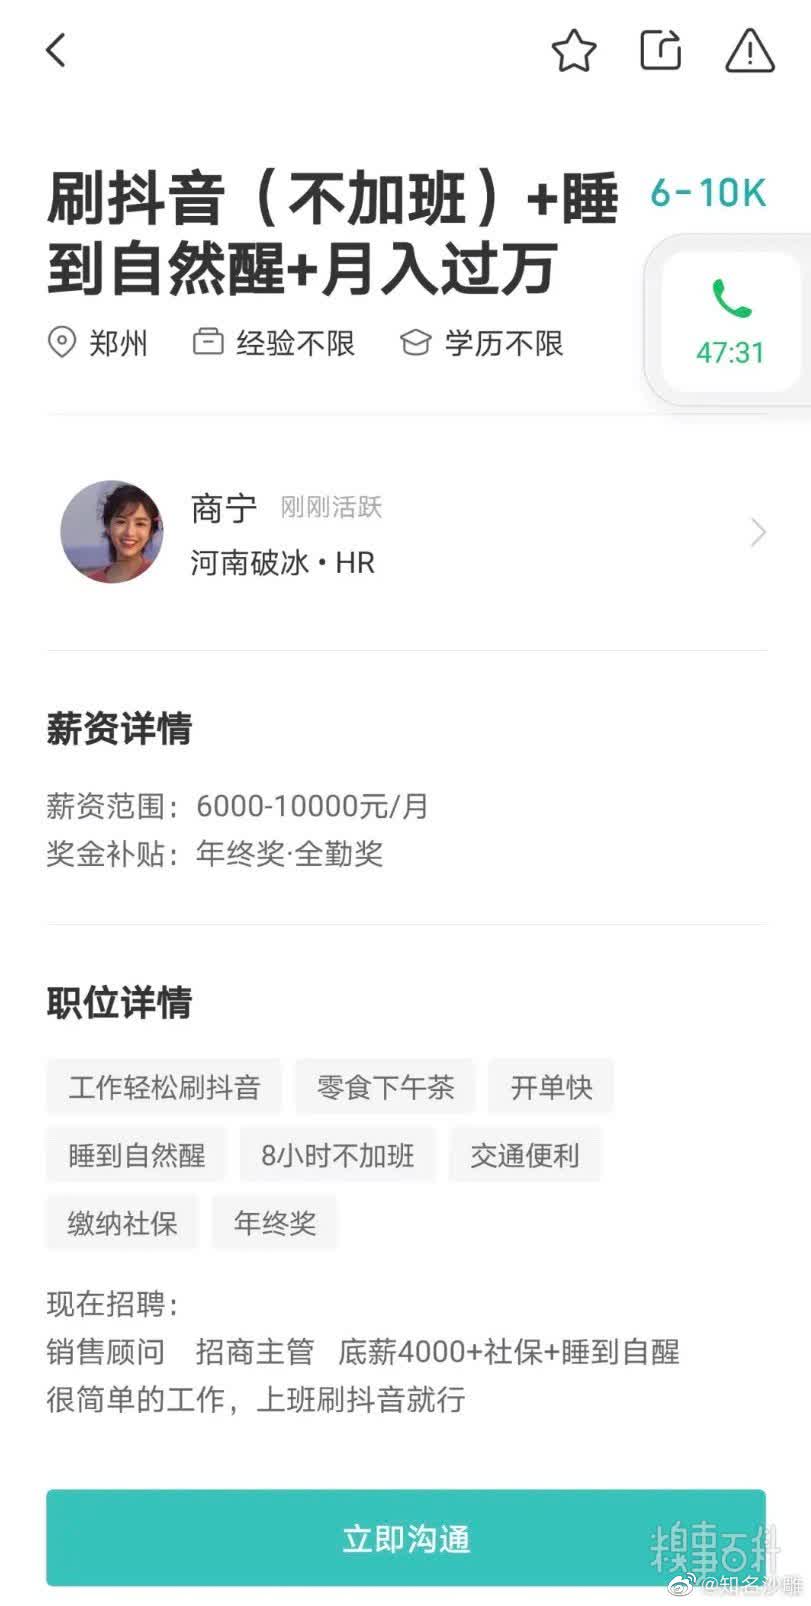 刷抖音（不加班）+睡 6-10K
到自然醒+月入过万
47:31
郑州 经验不限 学历不限
商宁 刚刚活跃
河南破冰·HR
薪资详情
薪资范围：6000-10000元/月
奖金补贴：年终奖·全勤奖
职位详情
工作轻松刷抖音 零食下午茶 开单快
睡到自然醒 8小时不加班 交通便利
缴纳社保 年终奖
现在招聘：
销售顾问 招商主管 底薪4000+社保+睡到自醒
很简单的工作，上班刷抖音就行
立即沟通
糗事百科
@知名沙雕